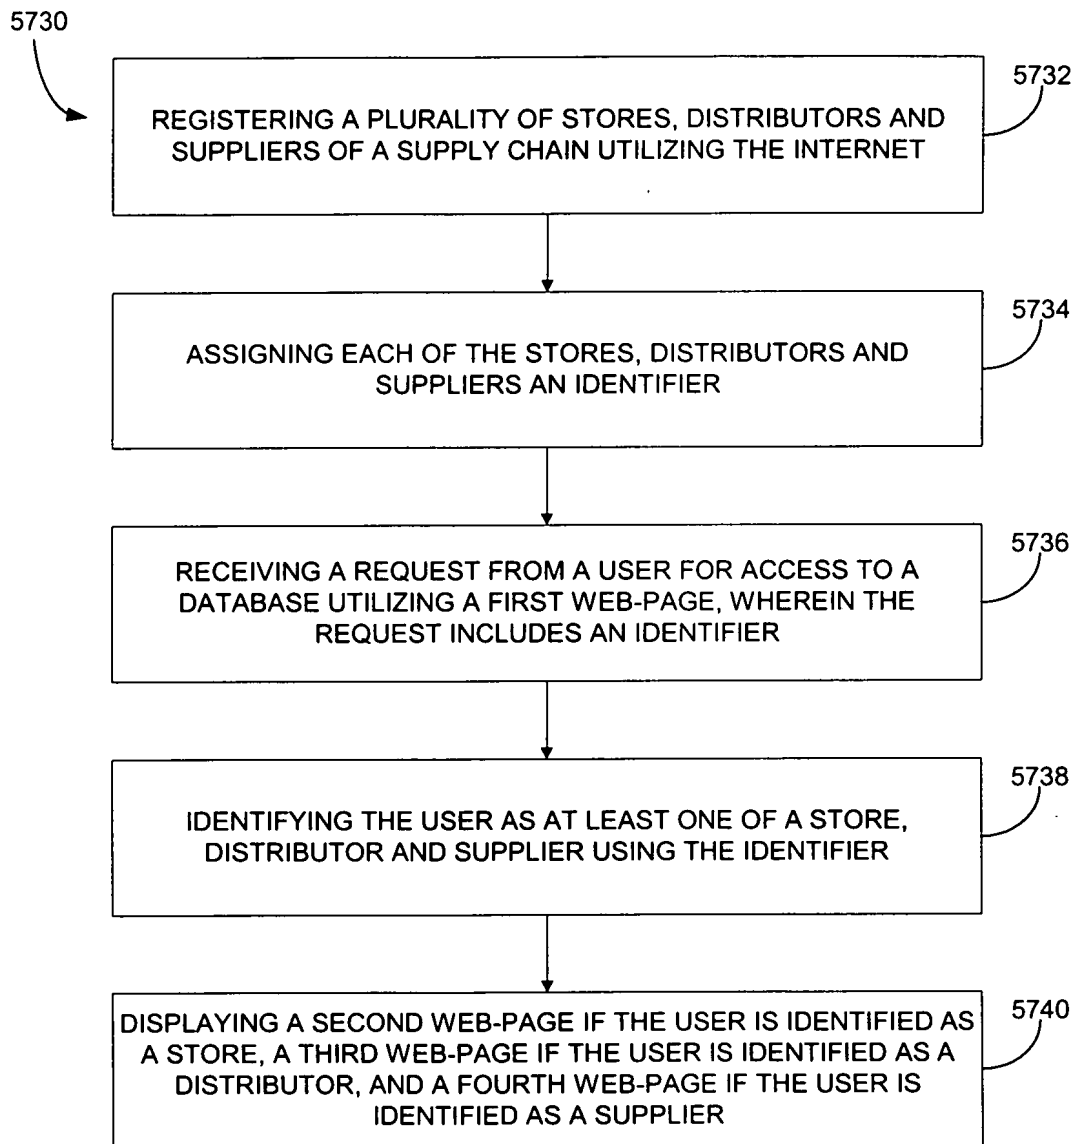 5730
5732
REGISTERING A PLURALITY OF STORES, DISTRIBUTORS AND
SUPPLIERS OF A SUPPLY CHAIN UTILIZING THE INTERNET
5734
ASSIGNING EACH OF THE STORES, DISTRIBUTORS AND
SUPPLIERS AN IDENTIFIER
5736
RECEIVING A REQUEST FROM A USER FOR ACCESS TO A
DATABASE UTILIZING A FIRST WEB-PAGE, WHEREIN THE
REQUEST INCLUDES AN IDENTIFIER
5738
IDENTIFYING THE USER AS AT LEAST ONE OF A STORE,
DISTRIBUTOR AND SUPPLIER USING THE IDENTIFIER
5740
DISPLAYING A SECOND WEB-PAGE IF THE USER IS IDENTIFIED AS
A STORE, A THIRD WEB-PAGE IF THE USER IS IDENTIFIED AS A
DISTRIBUTOR, AND A FOURTH WEB-PAGE IF THE USER IS
IDENTIFIED AS A SUPPLIER